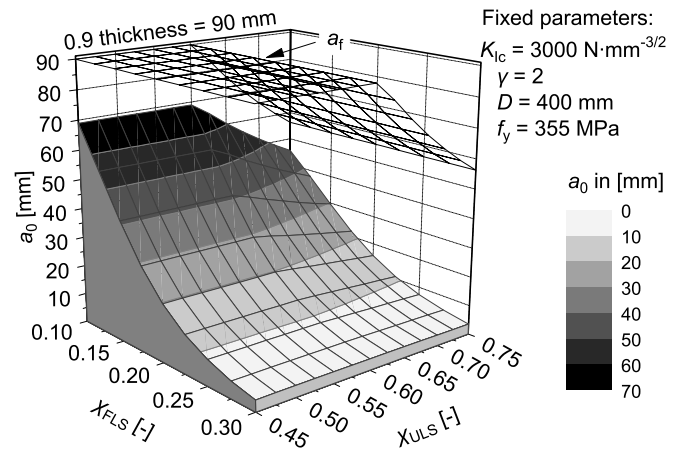 0.9 thickness = 90 mm
a_f
Fixed parameters:
K_Ic = 3000 N·mm^-3/2
γ = 2
D = 400 mm
f_y = 355 MPa
a_0 in [mm]
0
10
20
30
40
50
60
70
a_0 [mm]
90
80
70
60
50
40
30
20
10
0.10
0.15
0.20
0.25
0.30
χ_FLS [-]
0.45
0.50
0.55
0.60
0.65
0.70
0.75
χ_ULS [-]